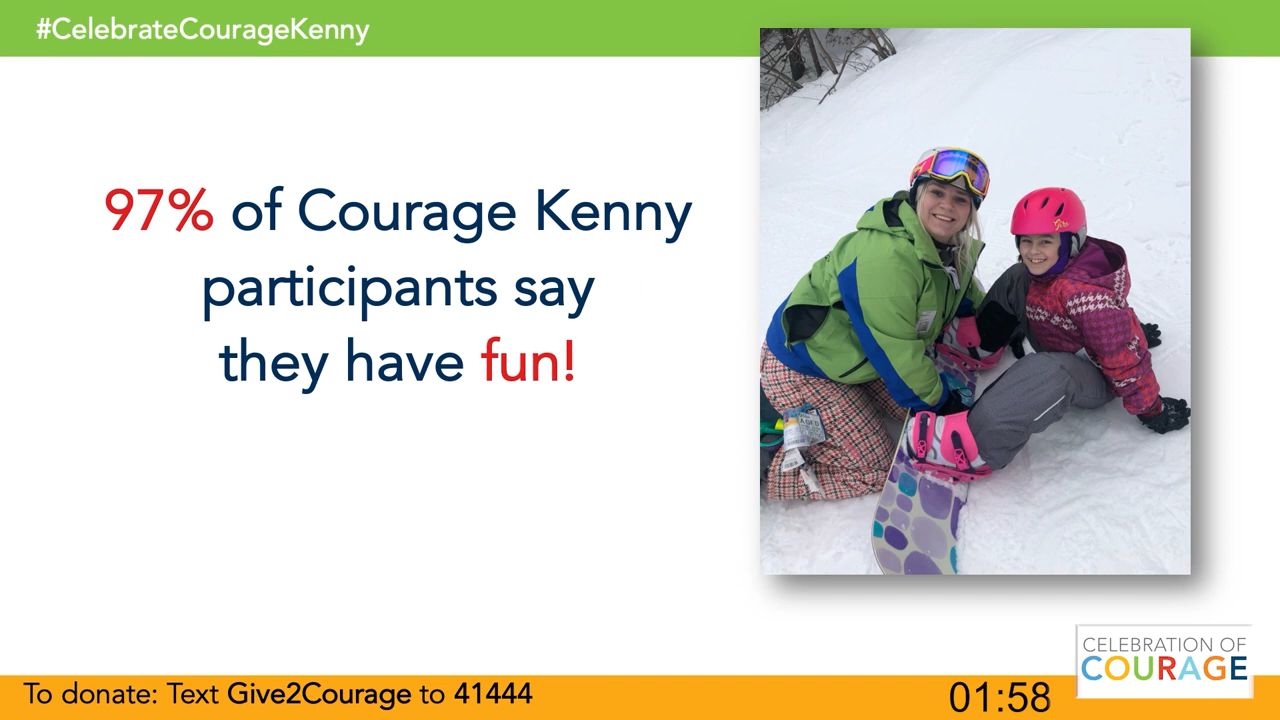 #CelebrateCourageKenny
97% of Courage Kenny
participants say
they have fun!
CELEBRATION OF
COURAGE
To donate: Text Give2Courage to 41444
01:58